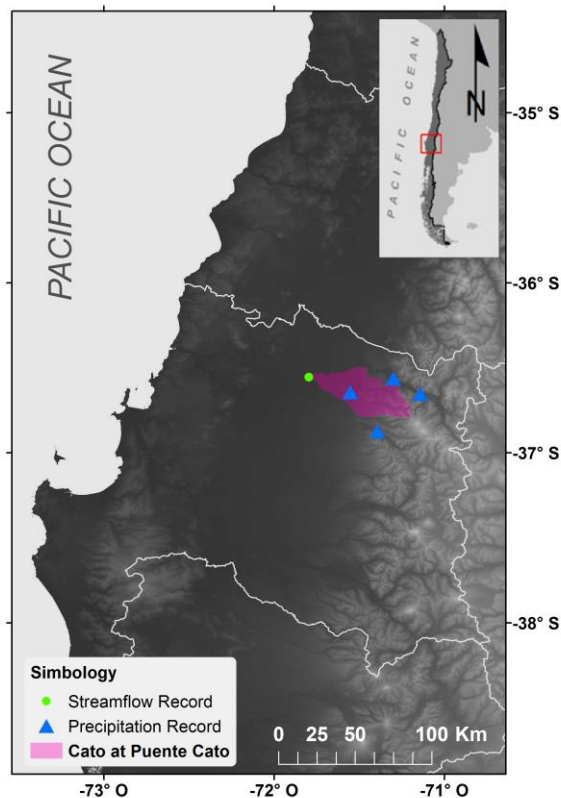 PACIFIC OCEAN
PACIFIC OCEAN
N
-35° S
-36° S
-37° S
-38° S
Simbology
Streamflow Record
Precipitation Record
Cato at Puente Cato
0 25 50 100 Km
-73° O -72° O -71° O